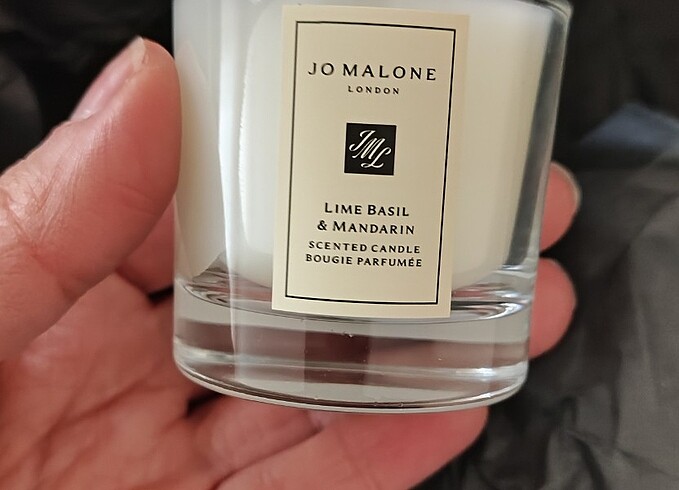 JO MALONE
LONDON
JML
LIME BASIL
& MANDARIN
SCENTED CANDLE
BOUGIE PARFUMÉE